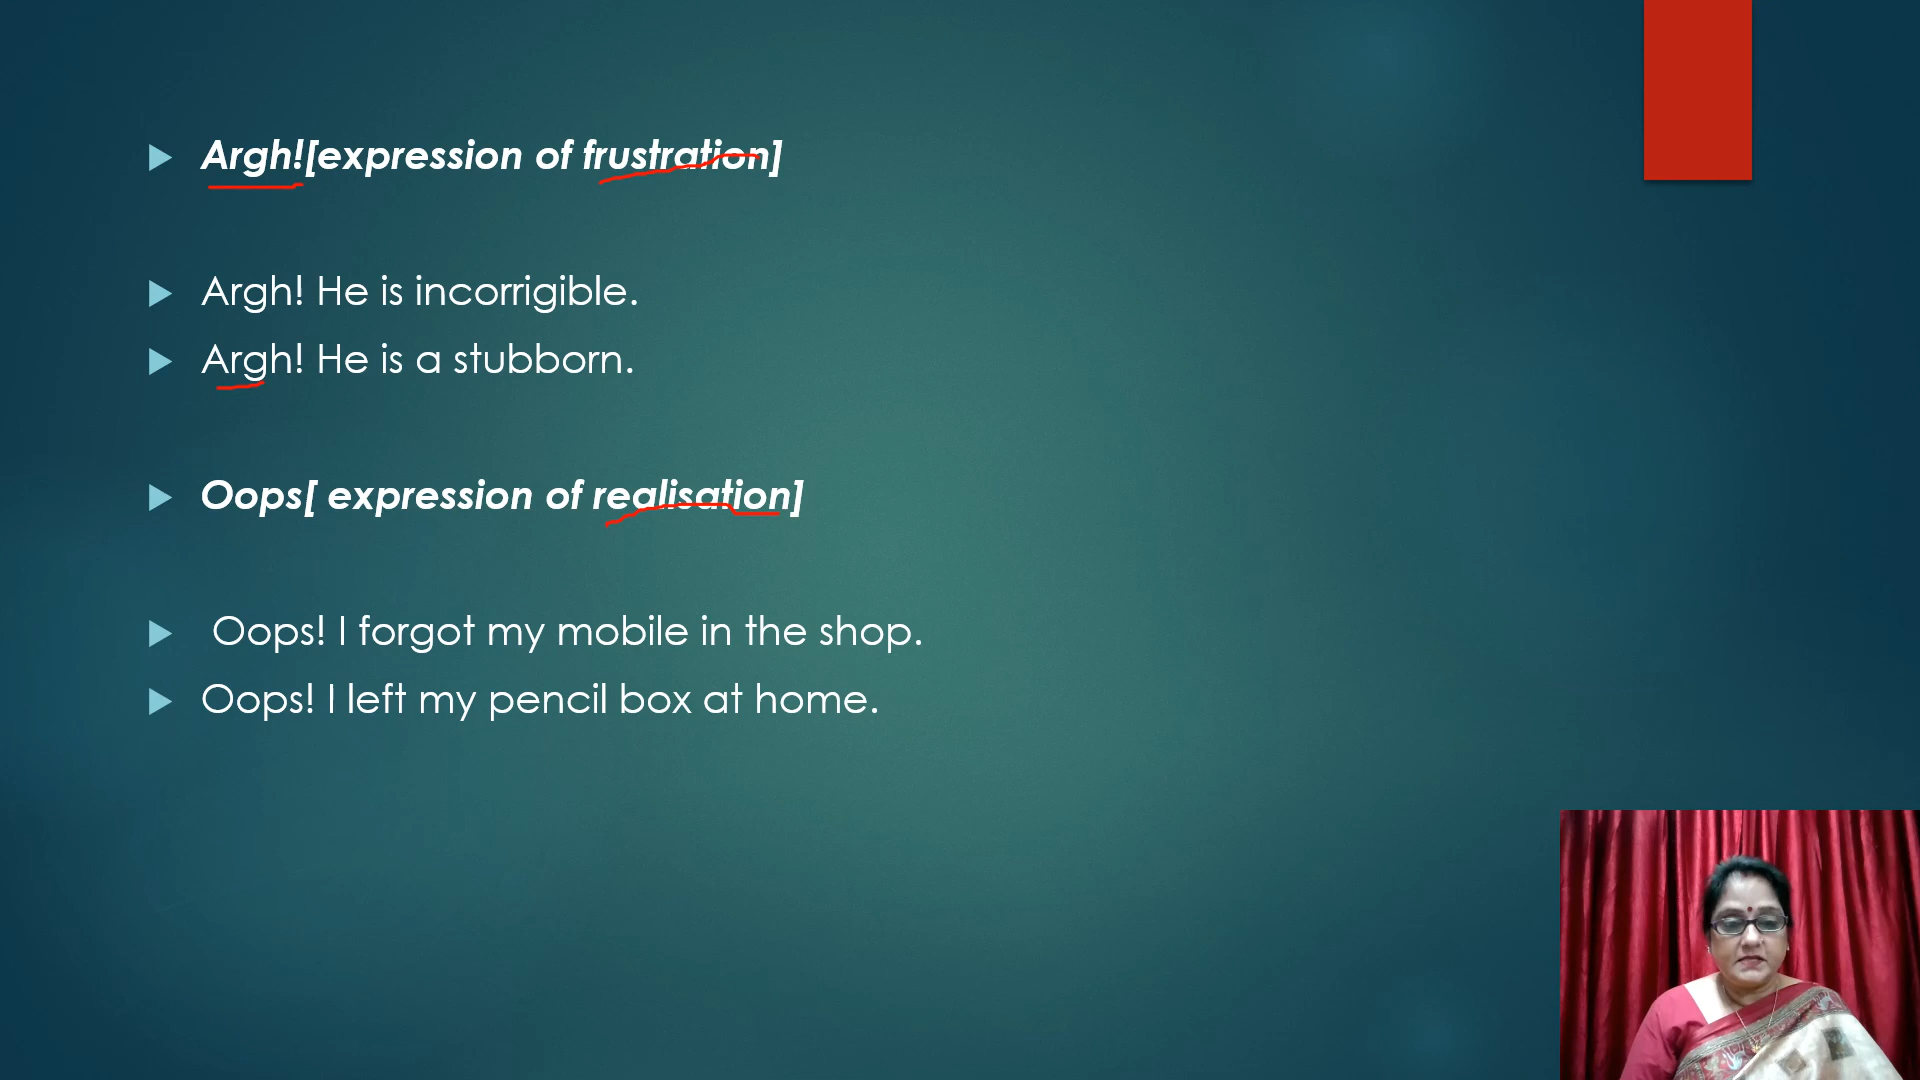 Argh![expression of frustration]
Argh! He is incorrigible.
Argh! He is a stubborn.
Oops[ expression of realisation]
Oops! I forgot my mobile in the shop.
Oops! I left my pencil box at home.